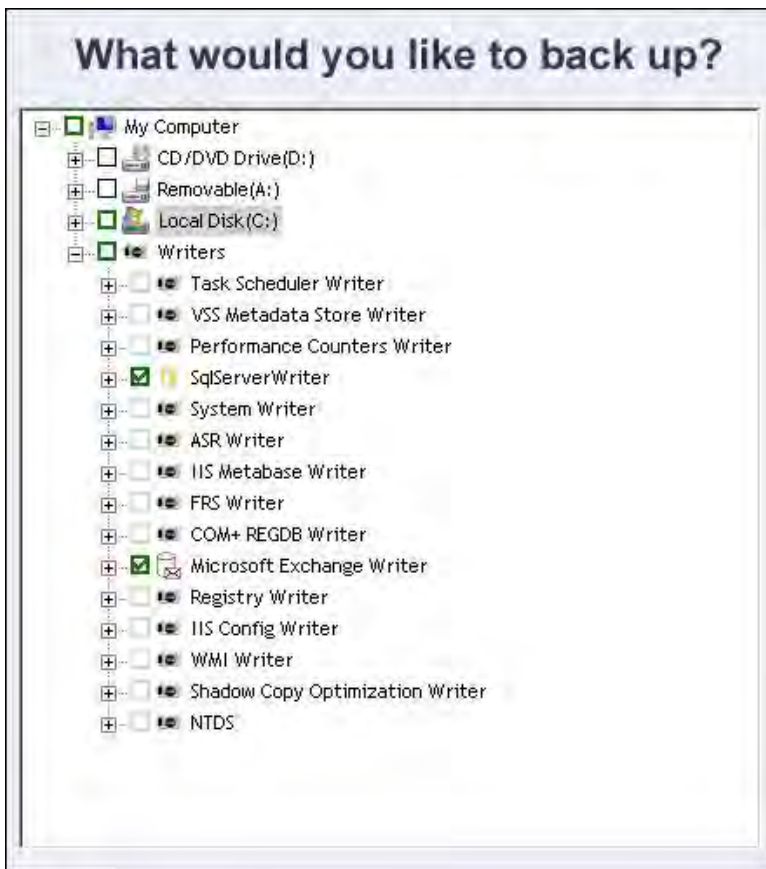 What would you like to back up?
My Computer
CD/DVD Drive(D:)
Removable(A:)
Local Disk(C:)
Writers
Task Scheduler Writer
VSS Metadata Store Writer
Performance Counters Writer
SqlServerWriter
System Writer
ASR Writer
IIS Metabase Writer
FRS Writer
COM+ REGDB Writer
Microsoft Exchange Writer
Registry Writer
IIS Config Writer
WMI Writer
Shadow Copy Optimization Writer
NTDS